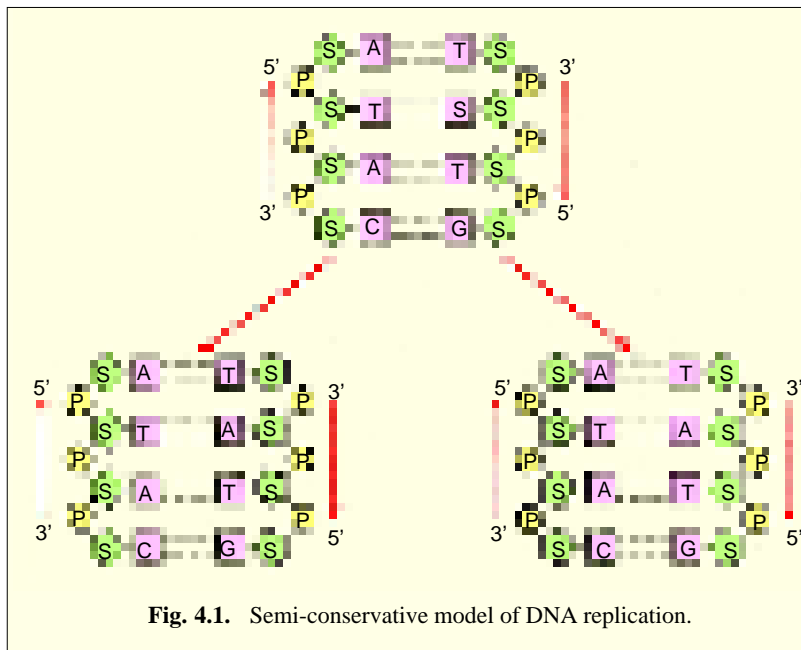 S A T S
5’ P P 3’
S T S S
P P
S A T S
P P
3’ 5’
S C G S
S A T S
5’ P P 3’
S T A S
P P
S A T S
P P
3’ 5’
S C G S
S A T S
5’ P P 3’
S T A S
P P
S A T S
P P
3’ 5’
S C G S
Fig. 4.1. Semi-conservative model of DNA replication.